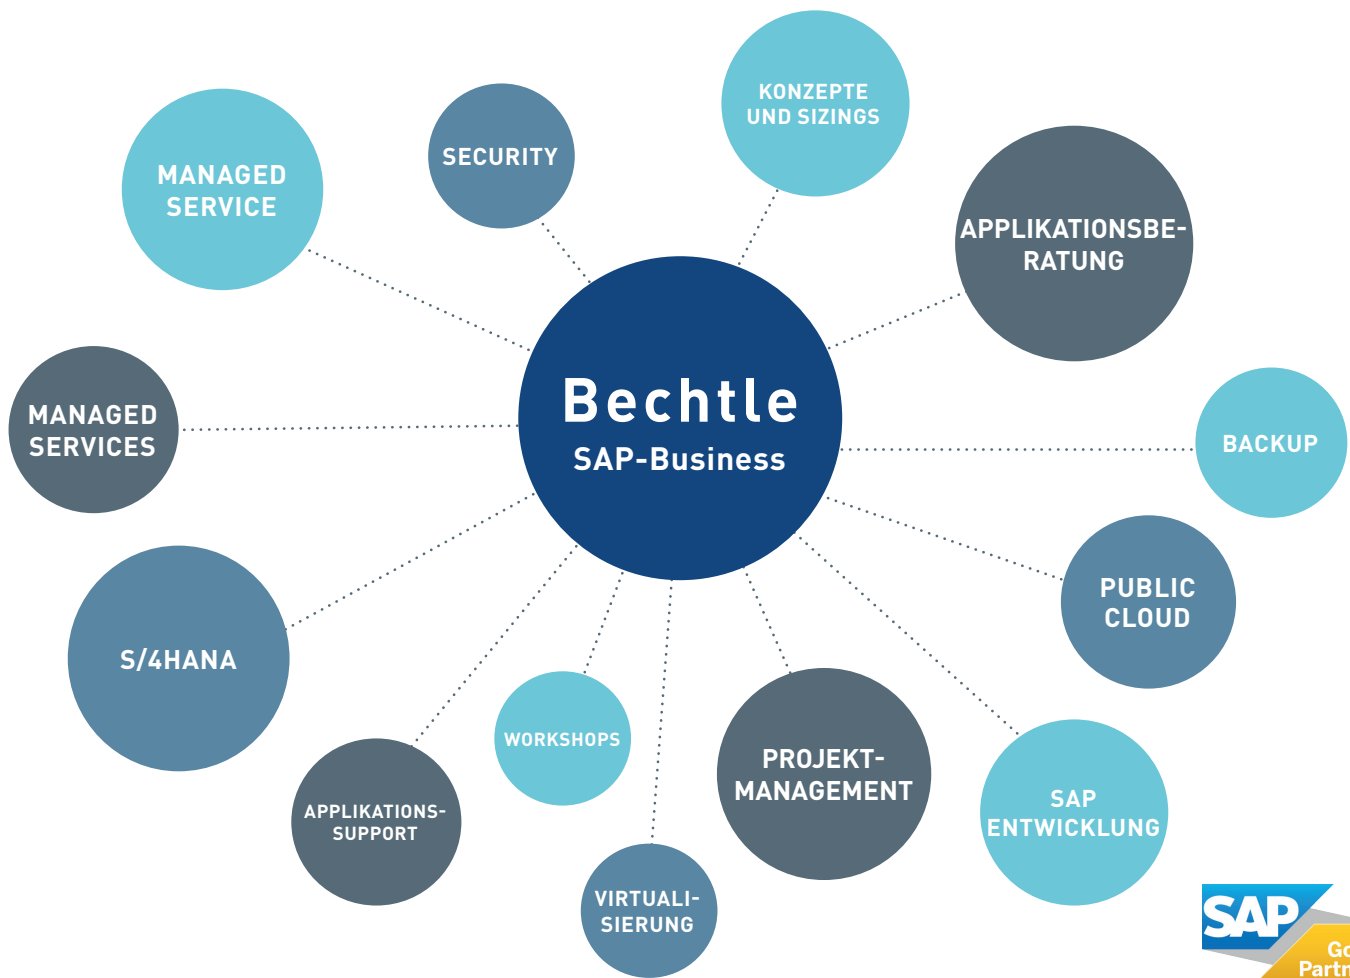 KONZEPTE
UND SIZINGS
SECURITY
MANAGED
SERVICE
APPLIKATIONSBE-
RATUNG
Bechtle
SAP-Business
MANAGED
SERVICES
BACKUP
PUBLIC
CLOUD
S/4HANA
WORKSHOPS
PROJEKT-
MANAGEMENT
SAP
ENTWICKLUNG
APPLIKATIONS-
SUPPORT
VIRTUALI-
SIERUNG
SAP